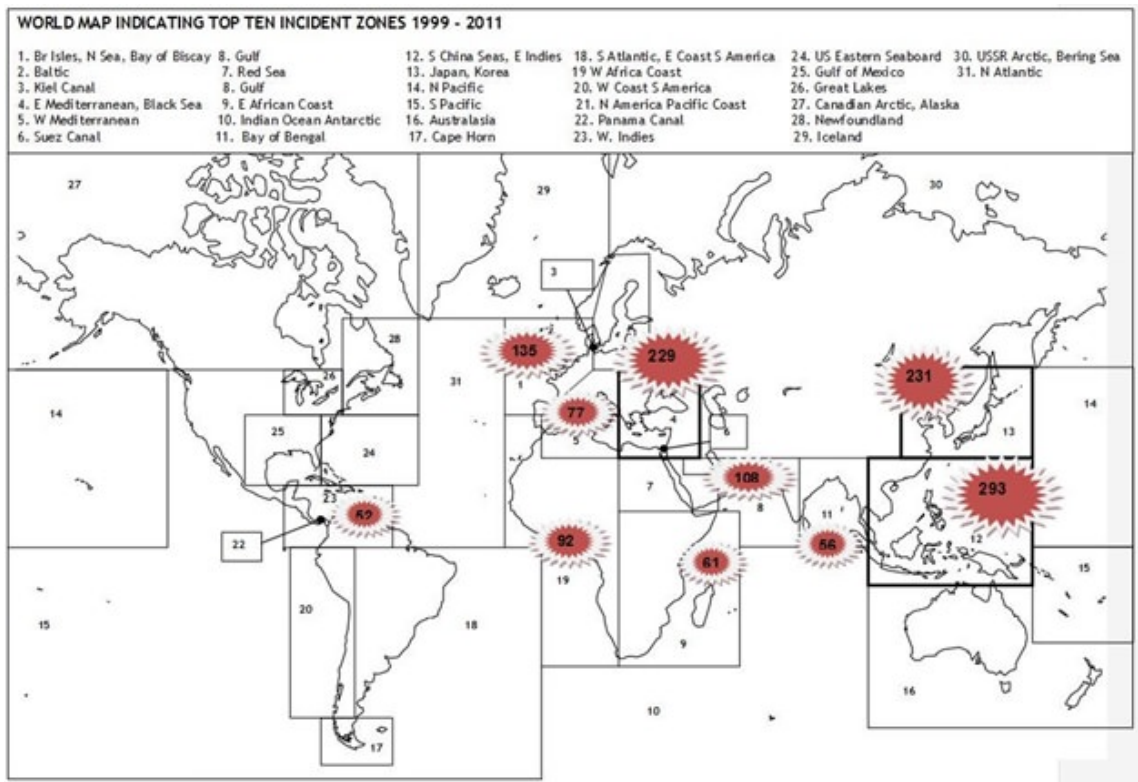 WORLD MAP INDICATING TOP TEN INCIDENT ZONES 1999 - 2011
1. Br Isles, N Sea, Bay of Biscay 8. Gulf 12. S China Seas, E Indies 18. S Atlantic, E Coast S America 24. US Eastern Seaboard 30. USSR Arctic, Bering Sea
2. Baltic 7. Red Sea 13. Japan, Korea 19 W Africa Coast 25. Gulf of Mexico 31. N Atlantic
3. Kiel Canal 8. Gulf 14. N Pacific 20. W Coast S America 26. Great Lakes
4. E Mediterranean, Black Sea 9. E African Coast 15. S Pacific 21. N America Pacific Coast 27. Canadian Arctic, Alaska
5. W Mediterranean 10. Indian Ocean Antarctic 16. Australasia 22. Panama Canal 28. Newfoundland
6. Suez Canal 11. Bay of Bengal 17. Cape Horn 23. W. Indies 29. Iceland
27 29 30
3
28 135 229
26 31 1 231
14 77 14
25 4 6 13
24 5
108
23 7 293
52 8 11
22 92 56 12
61 15
19
20
15 18
9
16
10
17